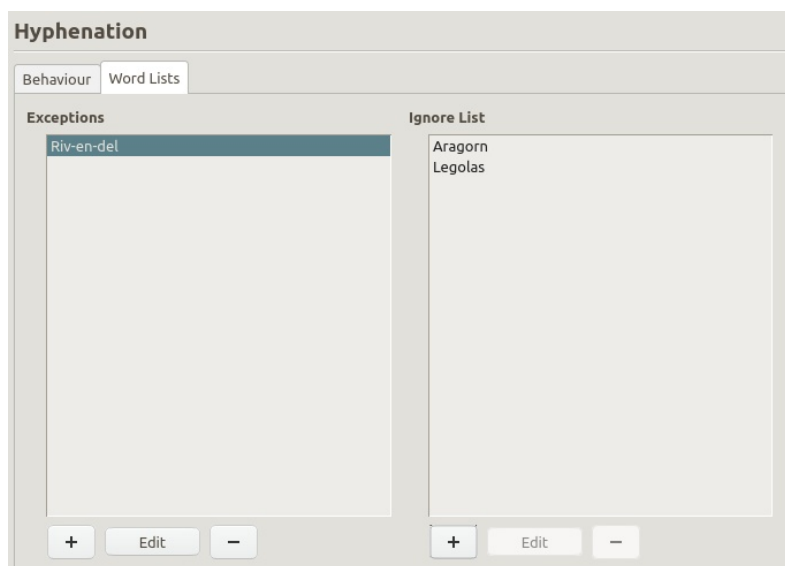 Hyphenation
Behaviour
Word Lists
Exceptions
Riv-en-del
+
Edit
−
Ignore List
Aragorn
Legolas
+
Edit
−